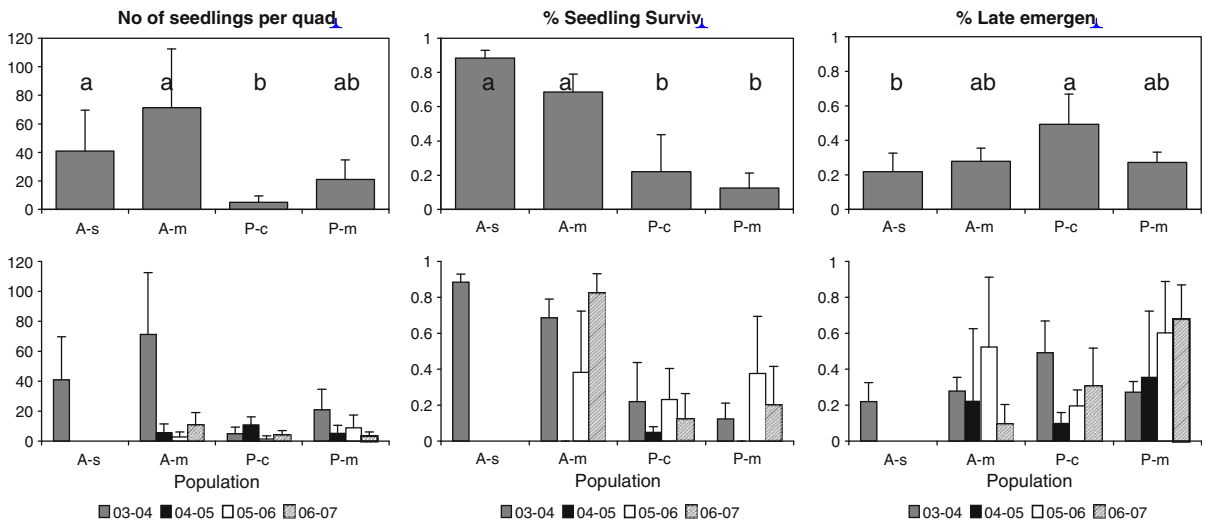 No of seedlings per quad
120
100
80
60
40
20
0
a a b ab
A-s A-m P-c P-m
% Seedling Surviv
1
0.8
0.6
0.4
0.2
0
a a b b
A-s A-m P-c P-m
% Late emergen
1
0.8
0.6
0.4
0.2
0
b ab a ab
A-s A-m P-c P-m
120
100
80
60
40
20
0
A-s A-m P-c P-m
Population
03-04 04-05 05-06 06-07
1
0.8
0.6
0.4
0.2
0
A-s A-m P-c P-m
Population
03-04 04-05 05-06 06-07
1
0.8
0.6
0.4
0.2
0
A-s A-m P-c P-m
Population
03-04 04-05 05-06 06-07